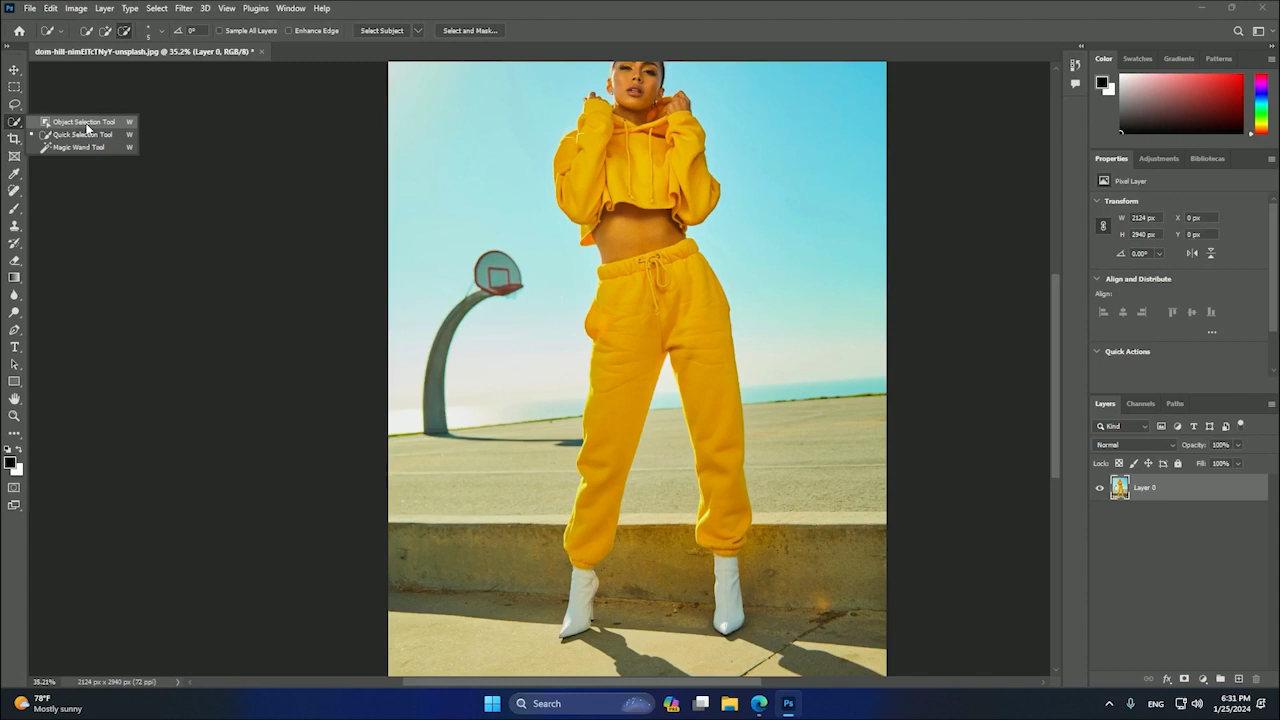 Ps File Edit Image Layer Type Select Filter 3D View Plugins Window Help
5 0° Sample All Layers Enhance Edge Select Subject Select and Mask...
dom-hill-nimElTcTNyY-unsplash.jpg @ 35.2% (Layer 0, RGB/8) *
Color Swatches Gradients Patterns
Object Selection Tool W
Quick Selection Tool W
Magic Wand Tool W
Properties Adjustments Bibliotecas
Pixel Layer
Transform
W 2124 px X 0 px
H 2940 px Y 0 px
0.00°
Align and Distribute
Align:
Quick Actions
Layers Channels Paths
Kind
Normal Opacity: 100%
Lock: Fill: 100%
Layer 0
35.21% 2124 px x 2940 px (72 ppi)
78°F
Mostly sunny
Search
Ps
ENG
6:31 PM
1/25/2024